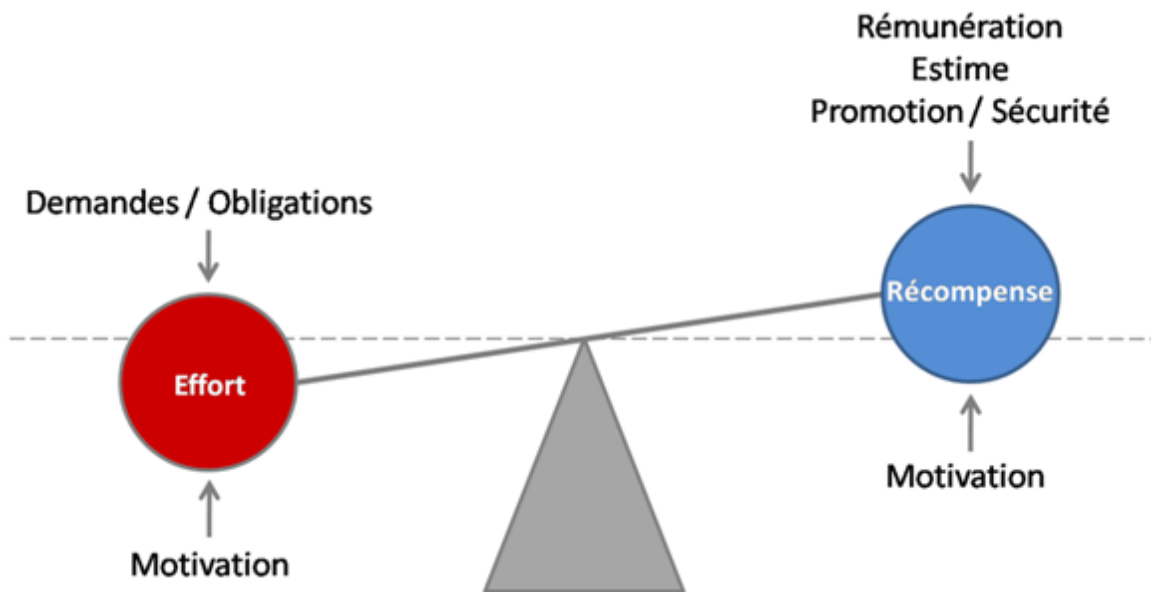 Rémunération
Estime
Promotion / Sécurité
Demandes / Obligations
Récompense
Effort
Motivation
Motivation